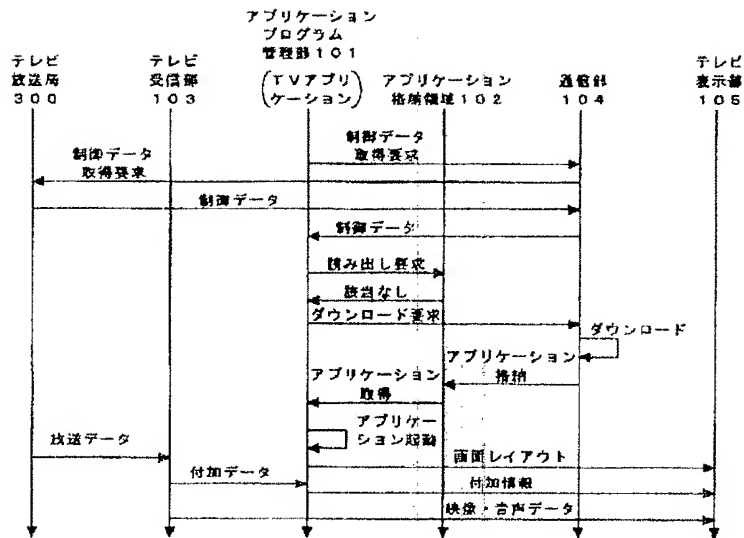 アプリケーション
プログラム
管理部101
(TVアプリ
ケーション)
テレビ
放送局
300
テレビ
受信部
103
アプリケーション
格納領域102
通信部
104
テレビ
表示部
105
制御データ
取得要求
制御データ
取得要求
制御データ
制御データ
読み出し要求
該当なし
ダウンロード要求
ダウンロード
アプリケーション
格納
アプリケーション
取得
アプリケー
ション起動
放送データ
画面レイアウト
付加データ
付加情報
映像・音声データ